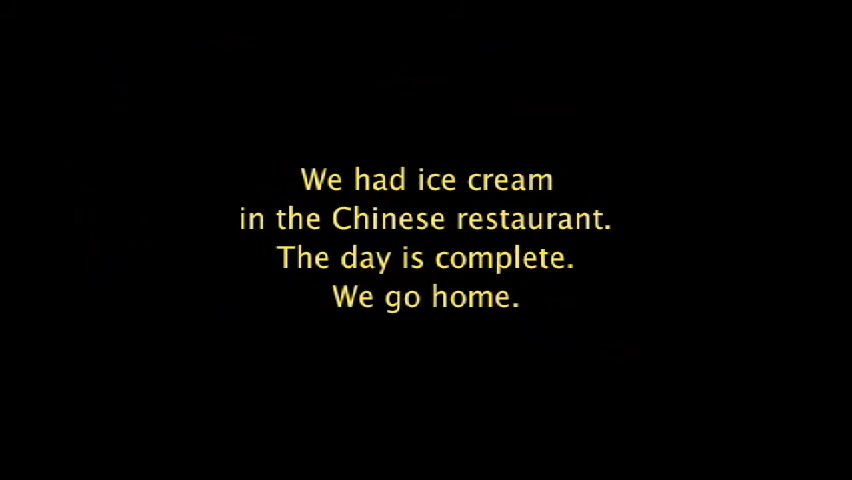 We had ice cream
in the Chinese restaurant.
The day is complete.
We go home.